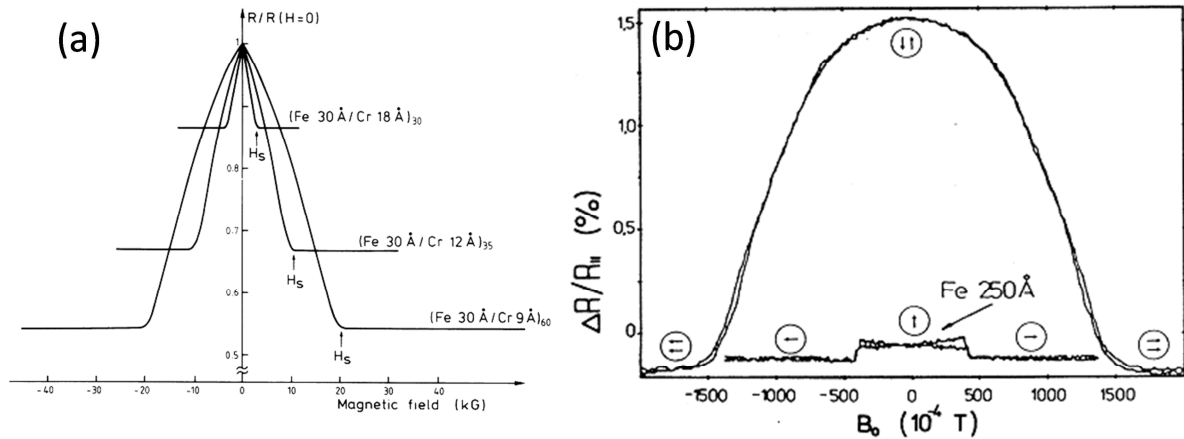 (a)
R/R(H=0)
1
(Fe 30 Å/Cr 18 Å)30
HS
0.8
0.7
(Fe 30 Å/Cr 12 Å)35
HS
0.6
(Fe 30 Å/Cr 9 Å)60
HS
0.5
-40 -30 -20 -10 0 10 20 30 40
Magnetic field (kG)
(b)
1,5
↓↑
1,0
ΔR/R∥ (%)
0,5
Fe 250Å
0
↑
← →
-1500 -1000 -500 0 500 1000 1500
B0 (10⁻⁴ T)